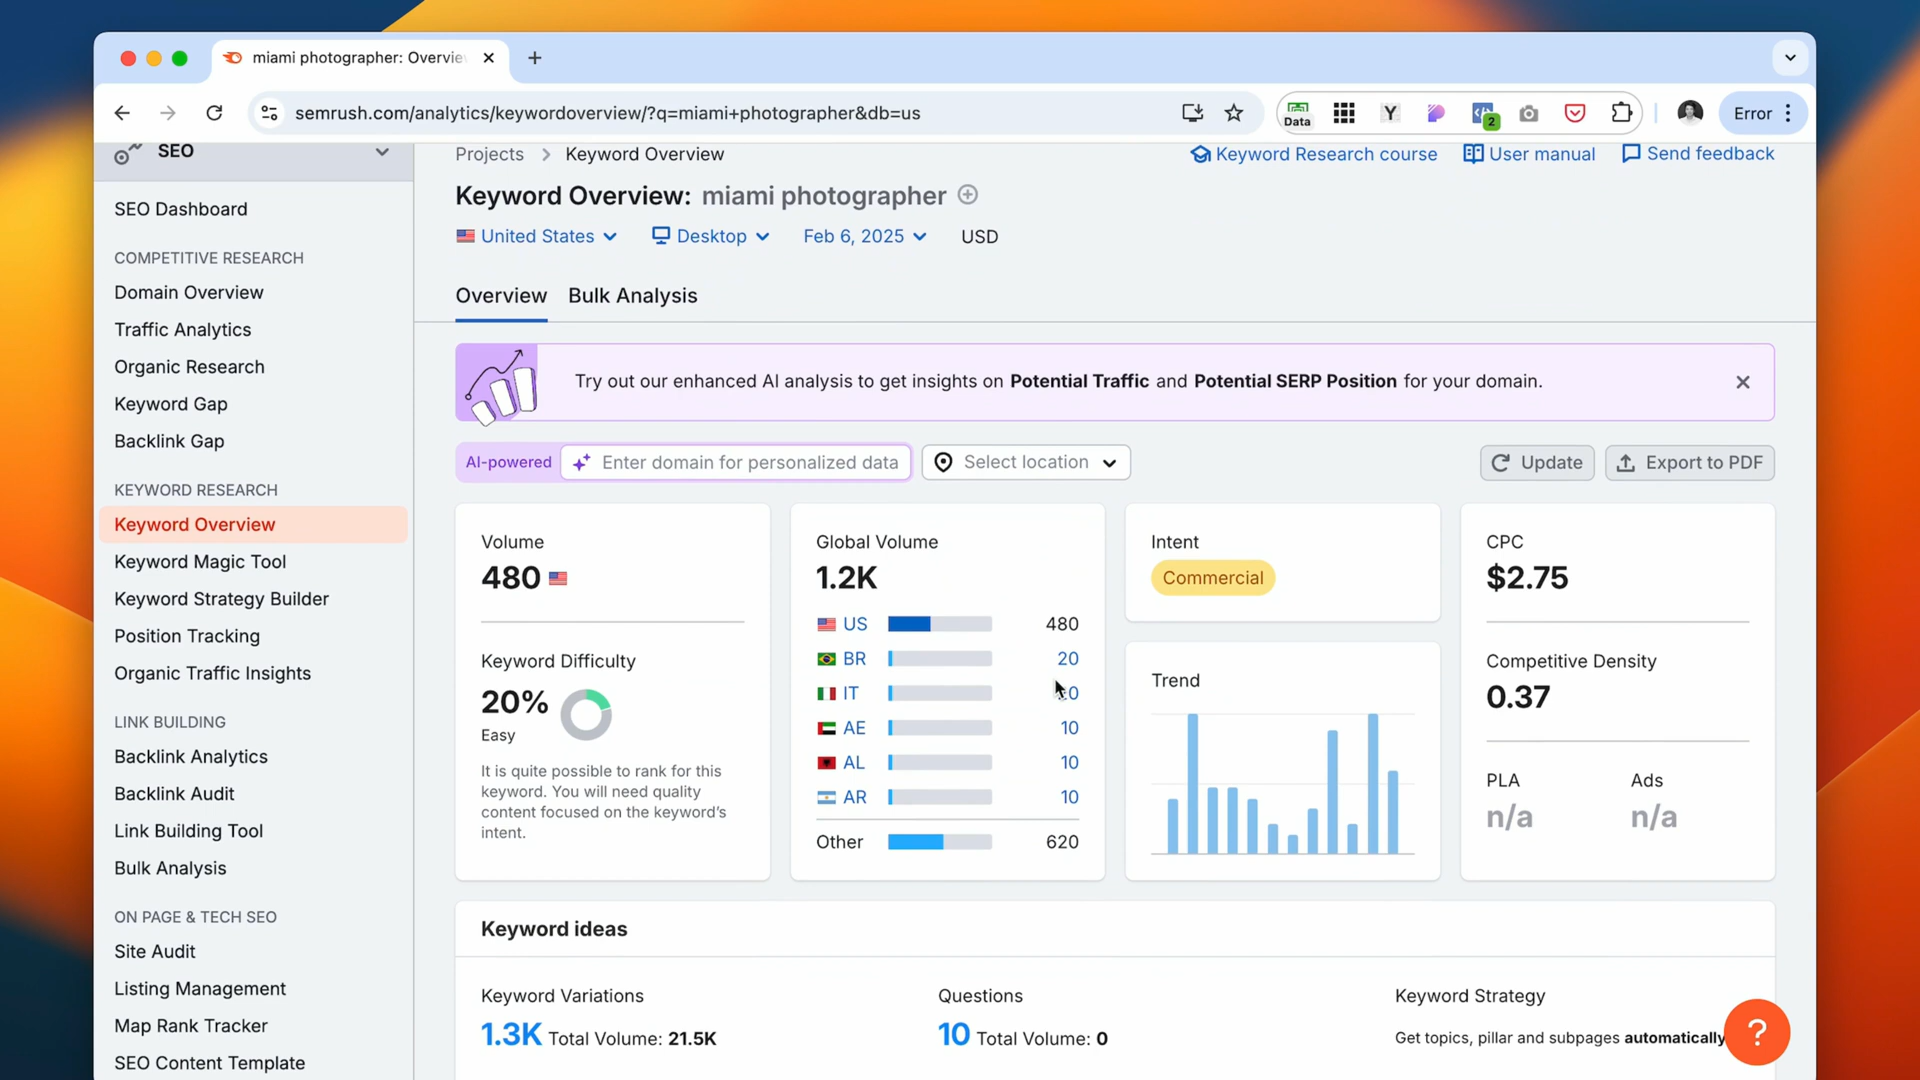 miami photographer: Overvie
semrush.com/analytics/keywordoverview/?q=miami+photographer&db=us
Data
Y
2
Error
SEO
SEO Dashboard
COMPETITIVE RESEARCH
Domain Overview
Traffic Analytics
Organic Research
Keyword Gap
Backlink Gap
KEYWORD RESEARCH
Keyword Overview
Keyword Magic Tool
Keyword Strategy Builder
Position Tracking
Organic Traffic Insights
LINK BUILDING
Backlink Analytics
Backlink Audit
Link Building Tool
Bulk Analysis
ON PAGE & TECH SEO
Site Audit
Listing Management
Map Rank Tracker
SEO Content Template
Projects > Keyword Overview
Keyword Research course
User manual
Send feedback
Keyword Overview: miami photographer
United States
Desktop
Feb 6, 2025
USD
Overview
Bulk Analysis
Try out our enhanced AI analysis to get insights on Potential Traffic and Potential SERP Position for your domain.
AI-powered
Enter domain for personalized data
Select location
Update
Export to PDF
Volume
480
Keyword Difficulty
20%
Easy
It is quite possible to rank for this
keyword. You will need quality
content focused on the keyword's
intent.
Global Volume
1.2K
US 480
BR 20
IT
AE 10
AL 10
AR 10
Other 620
Intent
Commercial
Trend
CPC
$2.75
Competitive Density
0.37
PLA
n/a
Ads
n/a
Keyword ideas
Keyword Variations
1.3K Total Volume: 21.5K
Questions
10 Total Volume: 0
Keyword Strategy
Get topics, pillar and subpages automatically
?